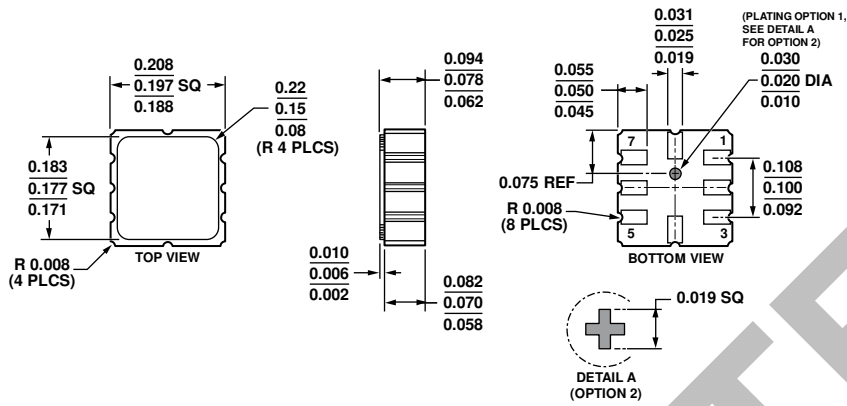 0.208
0.197 SQ
0.188
0.22
0.15
0.08
(R 4 PLCS)
0.183
0.177 SQ
0.171
R 0.008
(4 PLCS)
TOP VIEW
0.094
0.078
0.062
0.010
0.006
0.002
0.082
0.070
0.058
0.031
0.025
0.019
(PLATING OPTION 1,
SEE DETAIL A
FOR OPTION 2)
0.030
0.020 DIA
0.010
0.055
0.050
0.045
7
1
0.075 REF
0.108
0.100
0.092
R 0.008
(8 PLCS)
5
3
BOTTOM VIEW
0.019 SQ
DETAIL A
(OPTION 2)